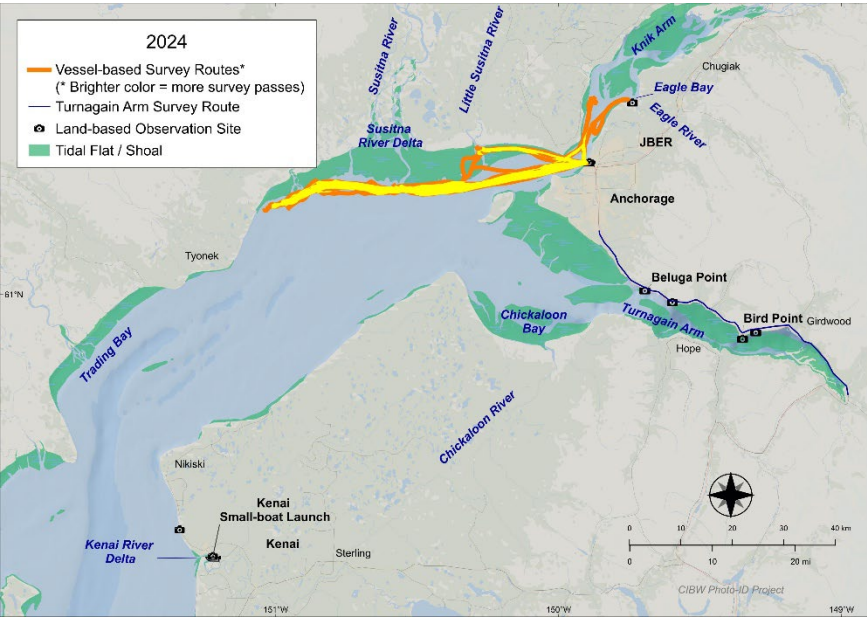 2024
Vessel-based Survey Routes*
(* Brighter color = more survey passes)
Turnagain Arm Survey Route
Land-based Observation Site
Tidal Flat / Shoal
Susitna River
Little Susitna River
Knik Arm
Chugiak
Eagle Bay
Eagle River
JBER
Susitna
River Delta
Anchorage
Tyonek
61°N
Beluga Point
Bird Point
Girdwood
Turnagain Arm
Hope
Chickaloon
Bay
Trading Bay
Chickaloon River
Nikiski
Kenai
Small-boat Launch
Kenai
Kenai River
Delta
Sterling
0 10 20 30 40 km
0 10 20 mi
CIBW Photo-ID Project
151°W
150°W
149°W